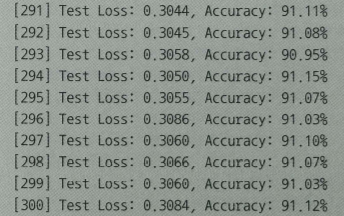 [291] Test Loss: 0.3044, Accuracy: 91.11%
[292] Test Loss: 0.3045, Accuracy: 91.08%
[293] Test Loss: 0.3058, Accuracy: 90.95%
[294] Test Loss: 0.3050, Accuracy: 91.15%
[295] Test Loss: 0.3055, Accuracy: 91.07%
[296] Test Loss: 0.3086, Accuracy: 91.03%
[297] Test Loss: 0.3060, Accuracy: 91.10%
[298] Test Loss: 0.3066, Accuracy: 91.07%
[299] Test Loss: 0.3060, Accuracy: 91.03%
[300] Test Loss: 0.3084, Accuracy: 91.12%